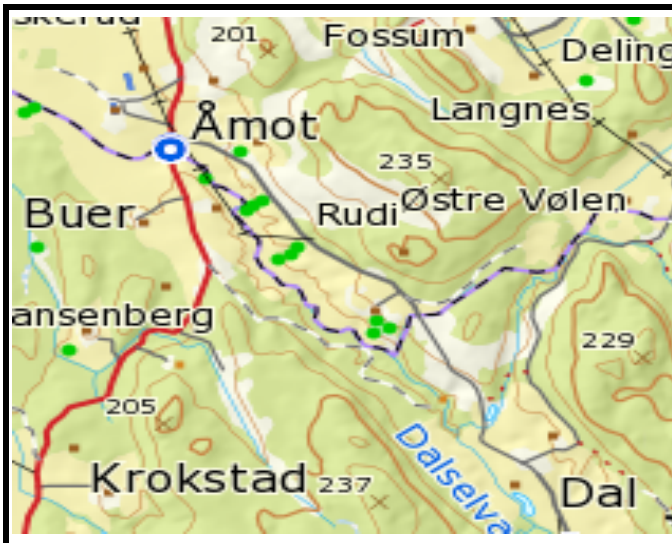 skerud
201
Fossum
Deling
Langnes
Åmot
235
Østre Vølen
Rudi
Buer
ansenberg
229
205
Krokstad
237
Dalselva
Dal